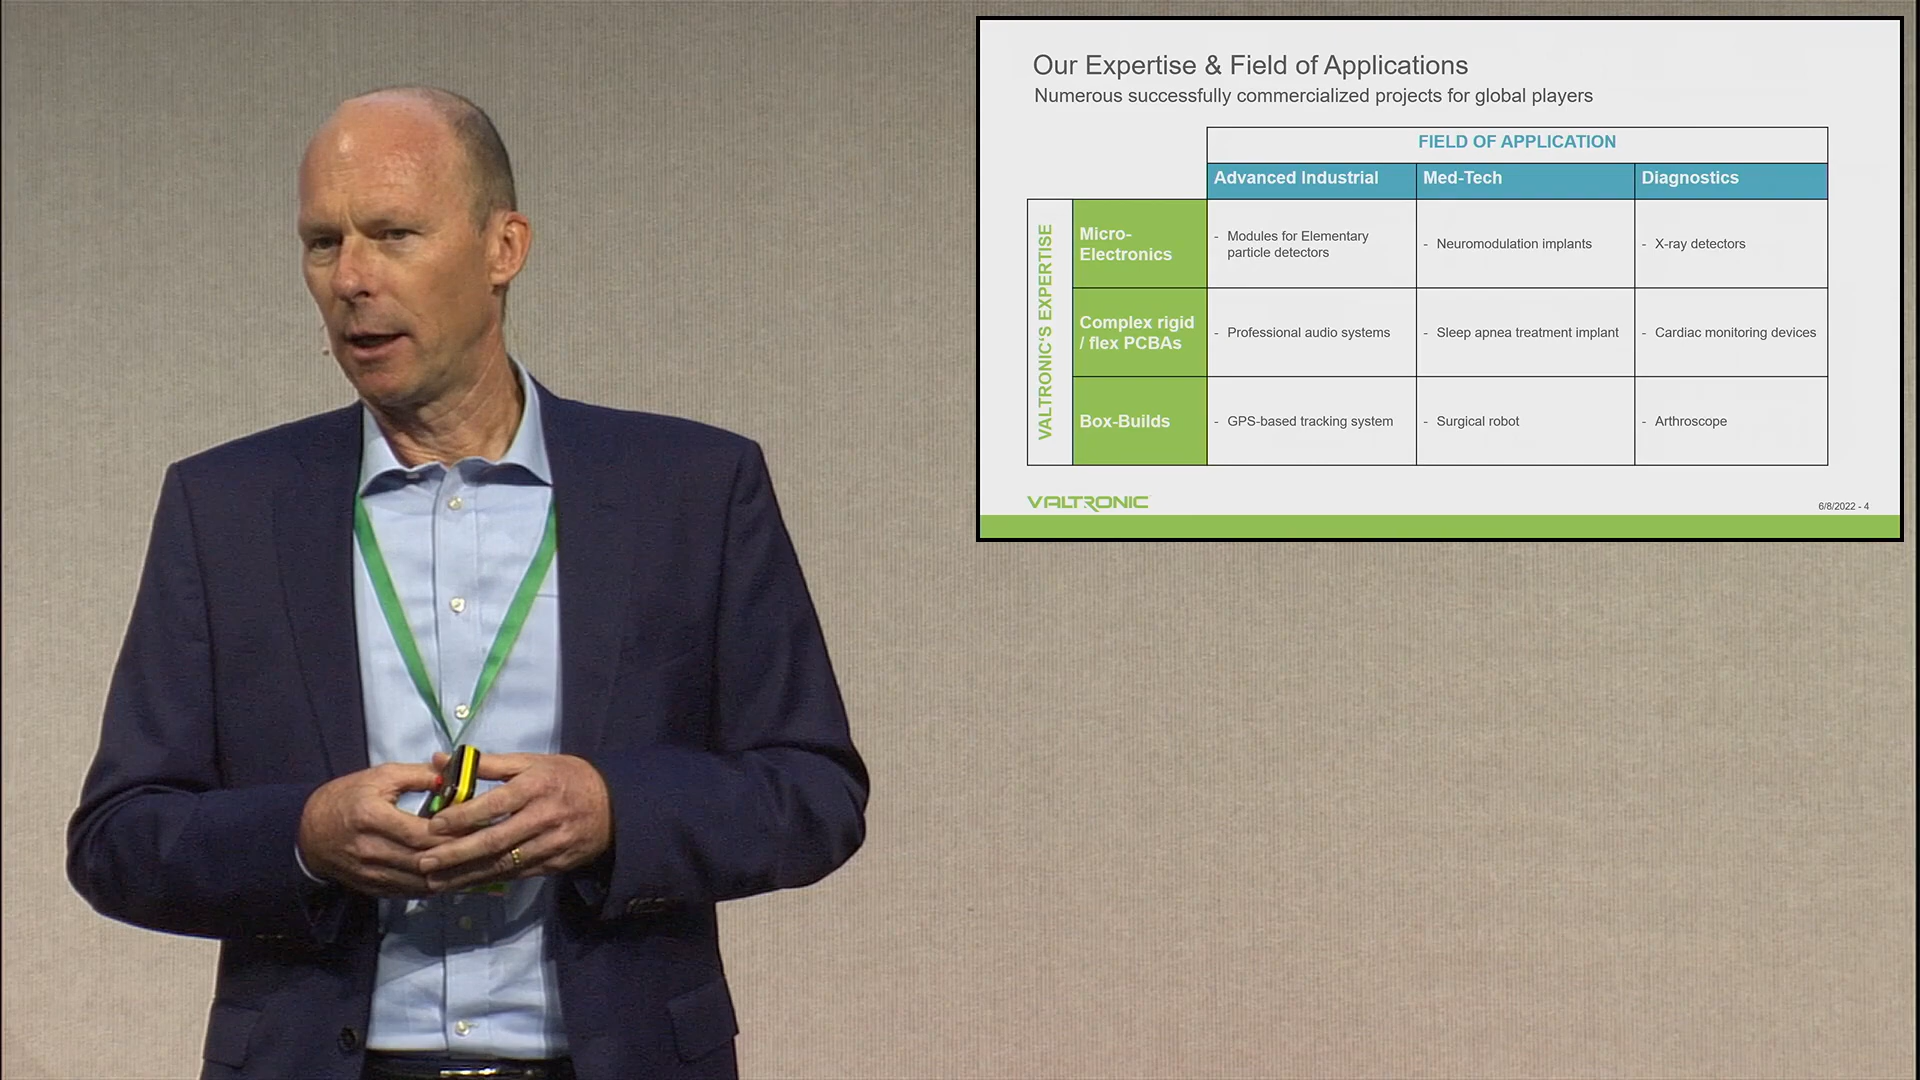 Our Expertise & Field of Applications
Numerous successfully commercialized projects for global players
FIELD OF APPLICATION
Advanced Industrial
Med-Tech
Diagnostics
VALTRONIC'S EXPERTISE
Micro-
Electronics
- Modules for Elementary
particle detectors
- Neuromodulation implants
- X-ray detectors
Complex rigid
/ flex PCBAs
- Professional audio systems
- Sleep apnea treatment implant
- Cardiac monitoring devices
Box-Builds
- GPS-based tracking system
- Surgical robot
- Arthroscope
VALTRONIC
6/8/2022 - 4